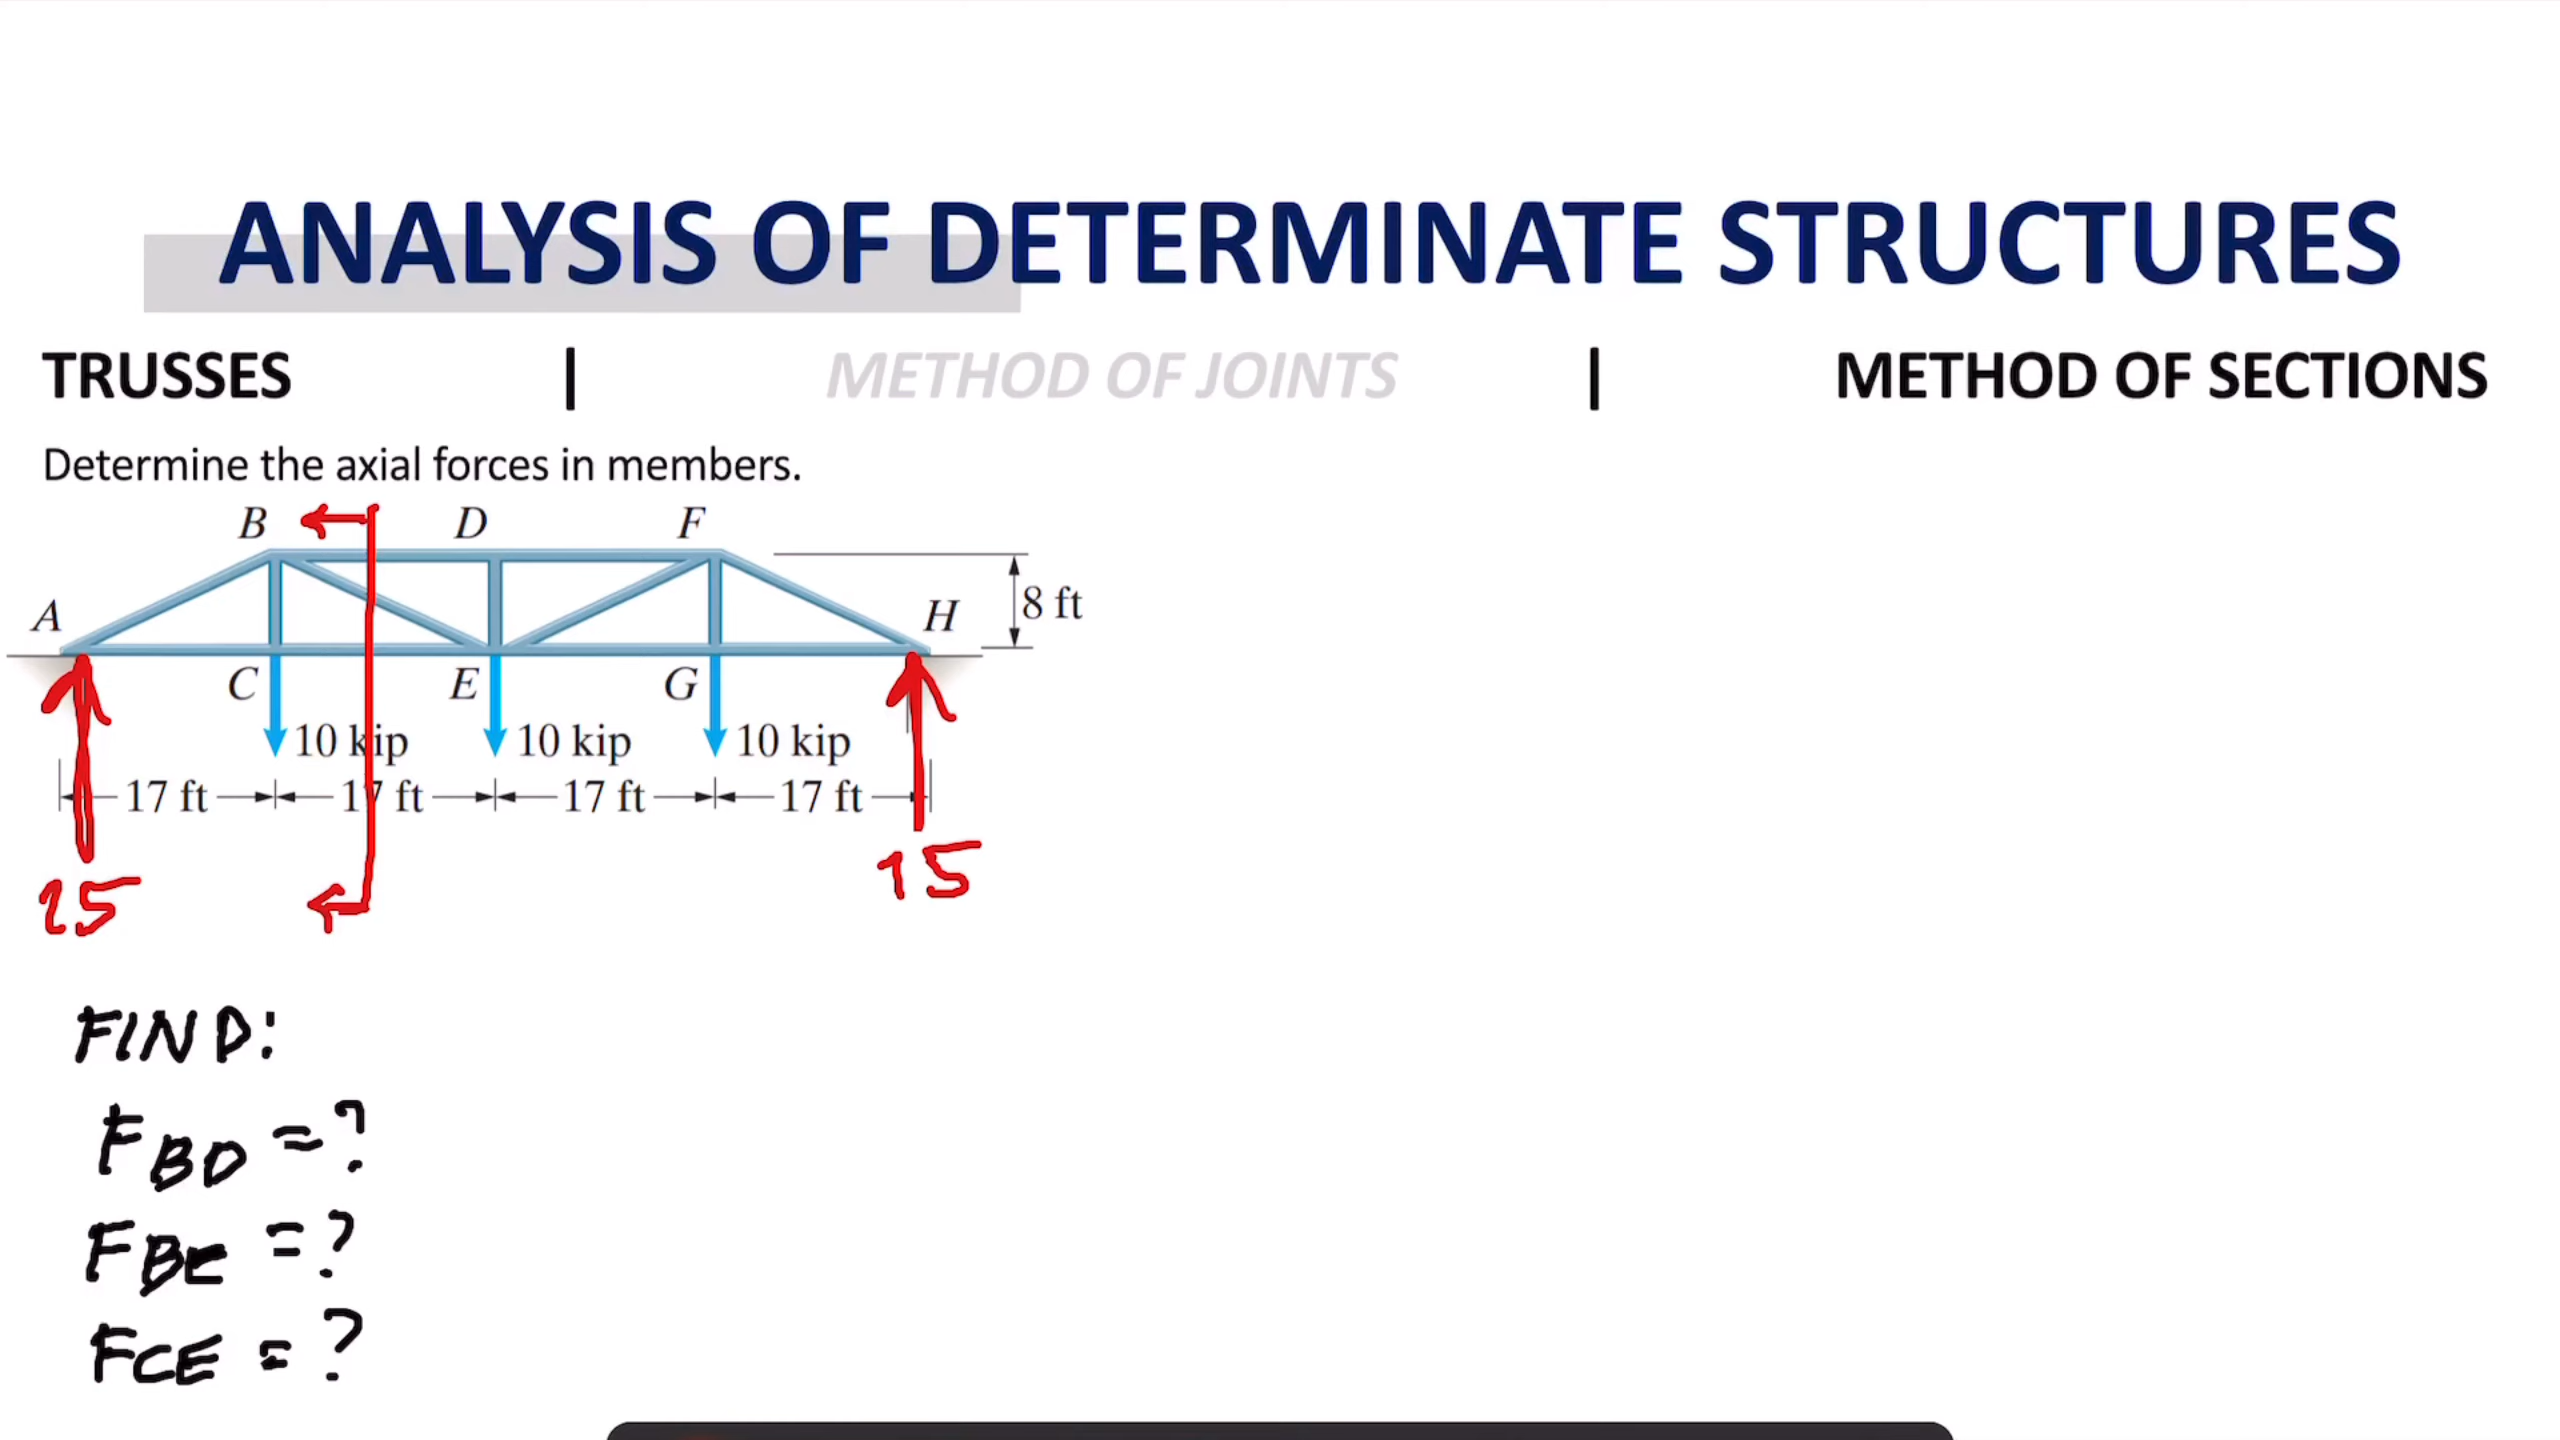 ANALYSIS OF DETERMINATE STRUCTURES
TRUSSES | METHOD OF JOINTS | METHOD OF SECTIONS
Determine the axial forces in members.
B D F
A H 8 ft
C E G
10 kip 10 kip 10 kip
17 ft 17 ft 17 ft 17 ft
15 15
FIND:
FBD =?
FBE =?
FCE = ?